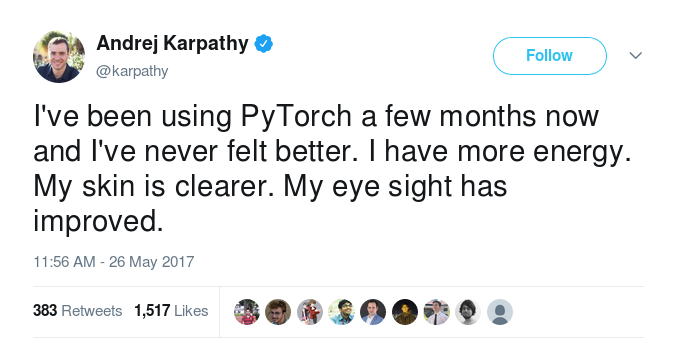 Andrej Karpathy
@karpathy
Follow
I've been using PyTorch a few months now
and I've never felt better. I have more energy.
My skin is clearer. My eye sight has
improved.
11:56 AM - 26 May 2017
383 Retweets 1,517 Likes